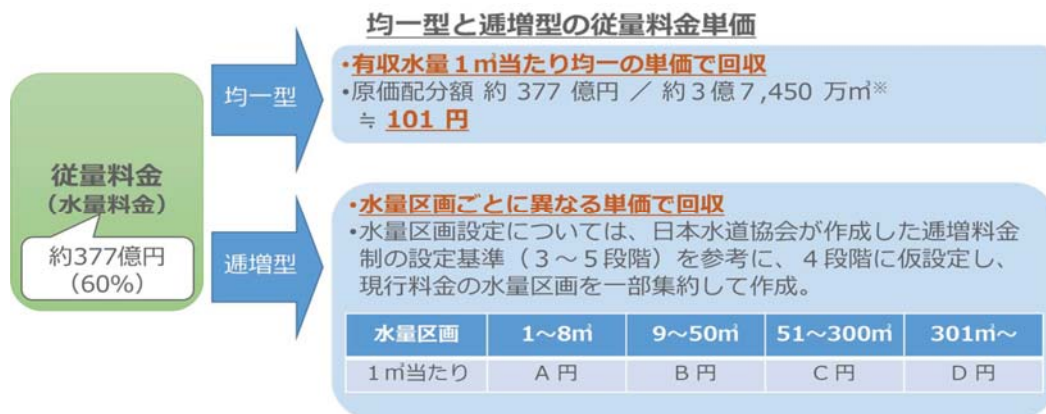 均一型と逓増型の従量料金単価
従量料金
（水量料金）
約377億円
（60%）
均一型
・有収水量１㎥当たり均一の単価で回収
・原価配分額 約 377 億円 ／ 約３億７,450 万㎥※
≒ 101 円
逓増型
・水量区画ごとに異なる単価で回収
・水量区画設定については、日本水道協会が作成した逓増料金
制の設定基準（３～５段階）を参考に、４段階に仮設定し、
現行料金の水量区画を一部集約して作成。
水量区画 1～8㎥ 9～50㎥ 51～300㎥ 301㎥～
１㎥当たり A 円 B 円 C 円 D 円